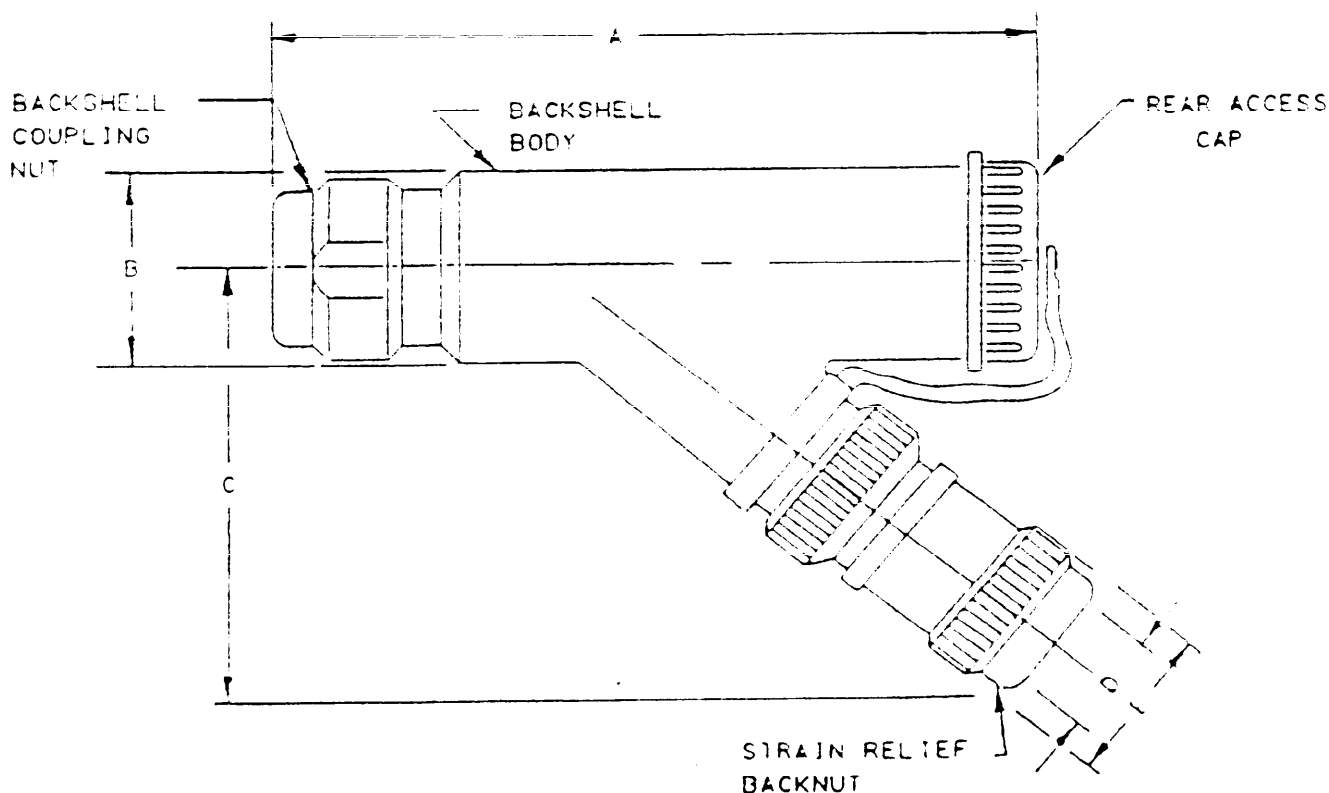 A
BACKSHELL
COUPLING
NUT
BACKSHELL
BODY
REAR ACCESS
CAP
B
C
STRAIN RELIEF
BACKNUT